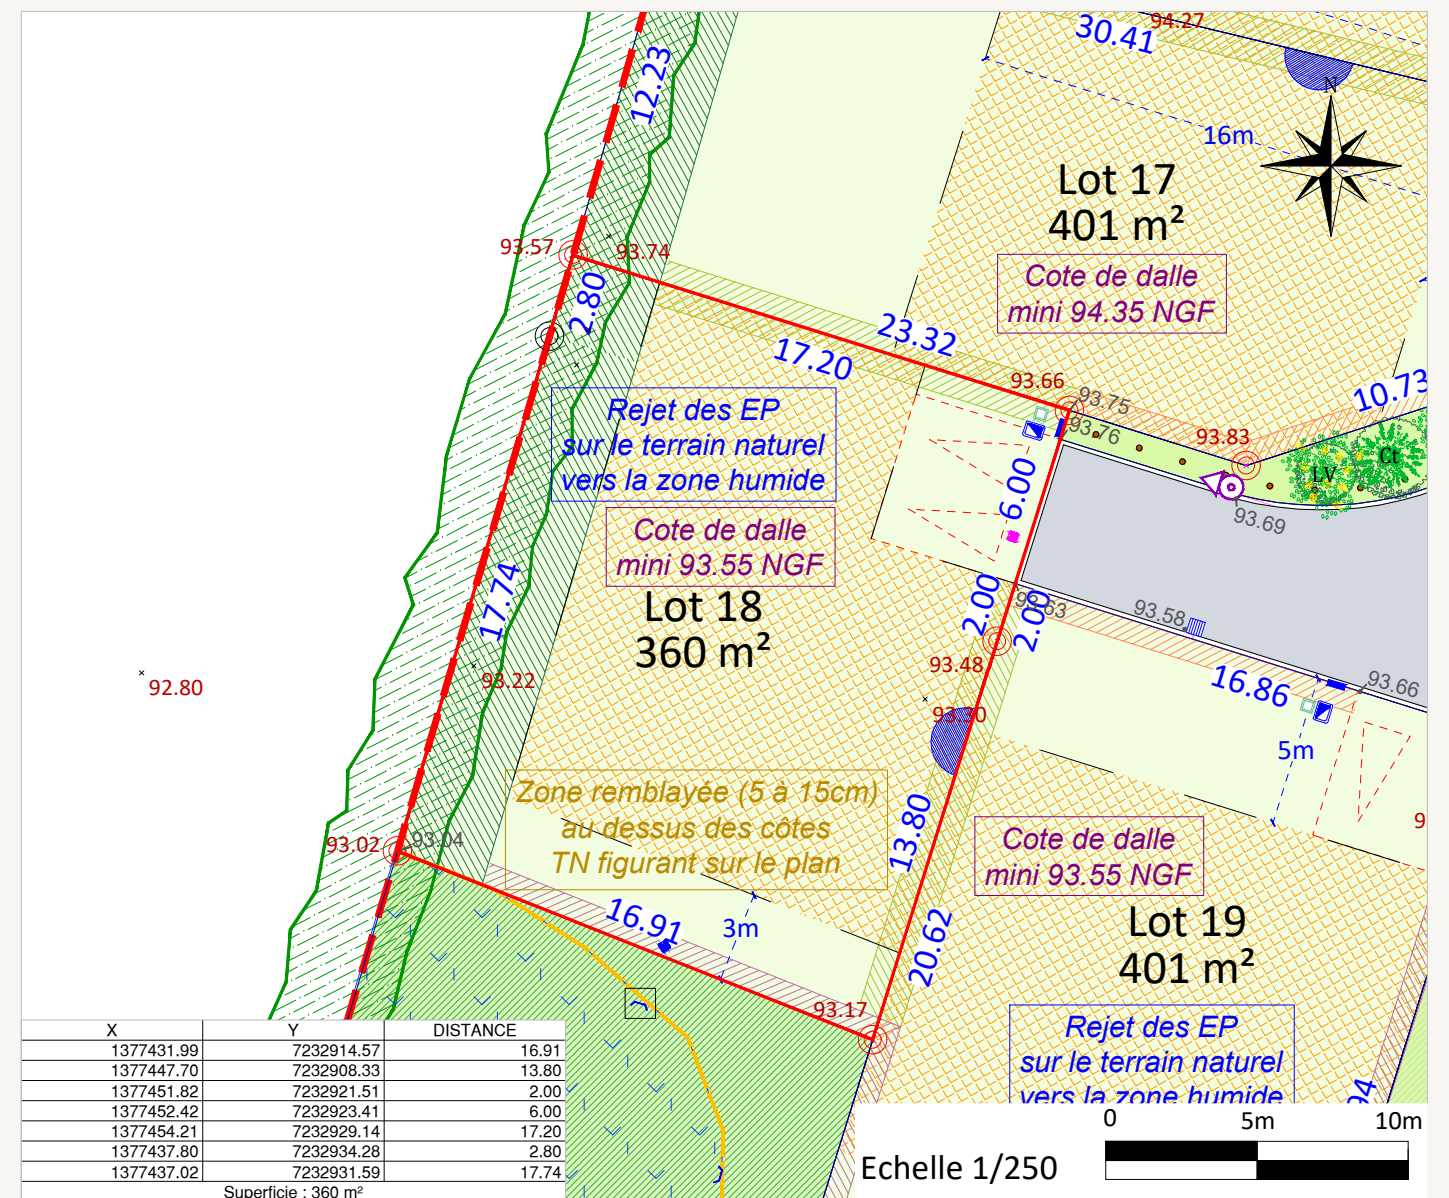 94.27
30.41
12.23
N
16m
Lot 17
401 m²
93.57
93.74
Cote de dalle
mini 94.35 NGF
2.80
23.32
17.20
93.66
93.75
10.73
Rejet des EP
sur le terrain naturel
vers la zone humide
93.76
93.83
Ct
LV
6.00
93.69
Cote de dalle
mini 93.55 NGF
17.74
Lot 18
360 m²
2.00
2.00
93.63
93.58
93.48
92.80
93.22
16.86
93.66
93.30
5m
Zone remblayée (5 à 15cm)
au dessus des côtes
TN figurant sur le plan
13.80
93.02
93.04
Cote de dalle
mini 93.55 NGF
9
16.91
3m
20.62
Lot 19
401 m²
93.17
Rejet des EP
sur le terrain naturel
vers la zone humide
94
X Y DISTANCE
1377431.99 7232914.57 16.91
1377447.70 7232908.33 13.80
1377451.82 7232921.51 2.00
1377452.42 7232923.41 6.00
1377454.21 7232929.14 17.20
1377437.80 7232934.28 2.80
1377437.02 7232931.59 17.74
Superficie : 360 m²
Echelle 1/250
0 5m 10m